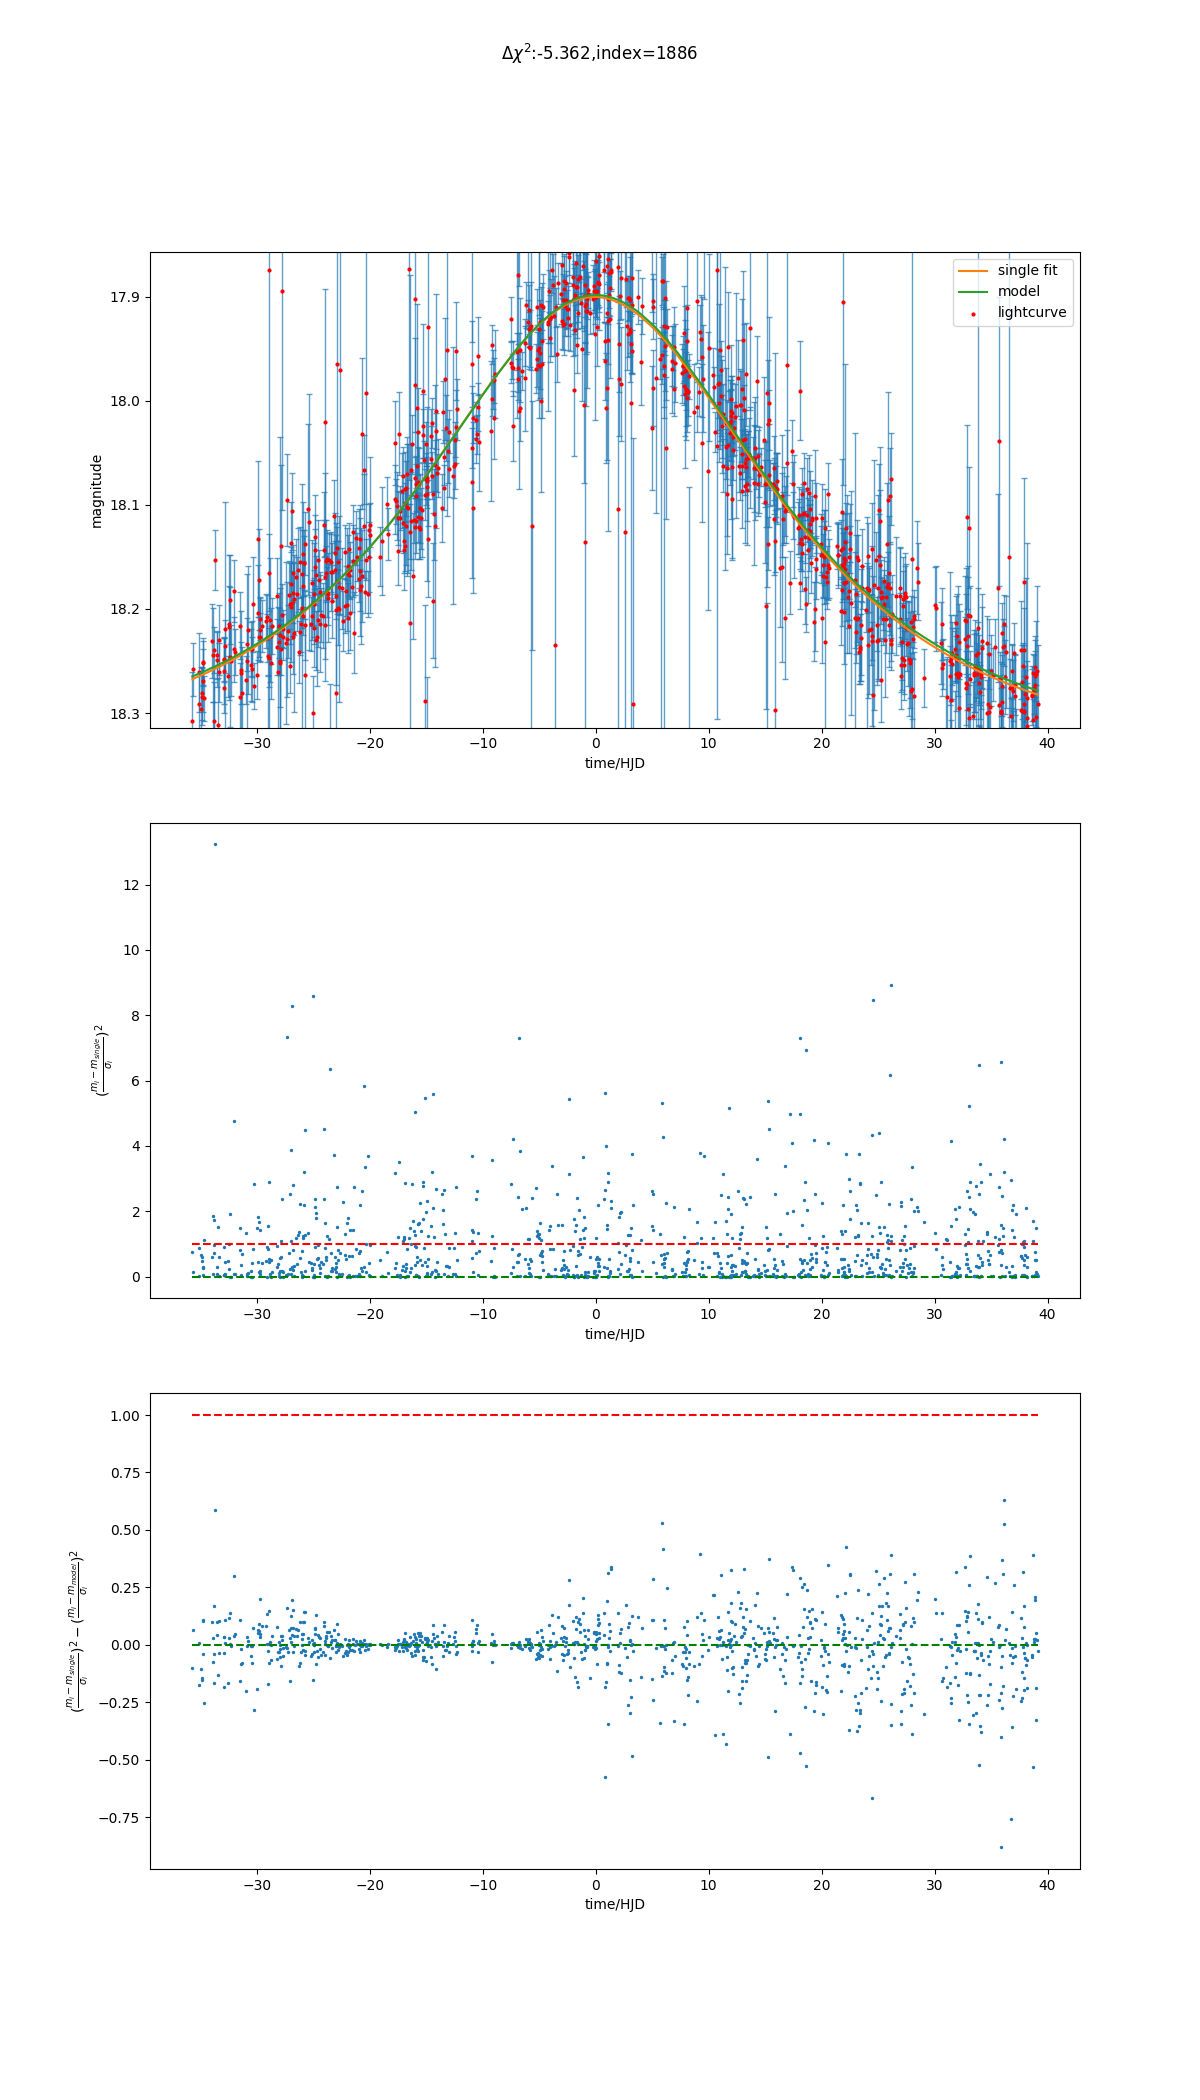 Δχ²:-5.362,index=1886
single fit
model
lightcurve
17.9
18.0
18.1
18.2
18.3
magnitude
−30 −20 −10 0 10 20 30 40
time/HJD
12
10
8
6
4
2
0
(\frac{m_i − m_{single}}{σ_i})²
−30 −20 −10 0 10 20 30 40
time/HJD
1.00
0.75
0.50
0.25
0.00
−0.25
−0.50
−0.75
(\frac{m_i − m_{single}}{σ_i})² − (\frac{m_i − m_{model}}{σ_i})²
−30 −20 −10 0 10 20 30 40
time/HJD